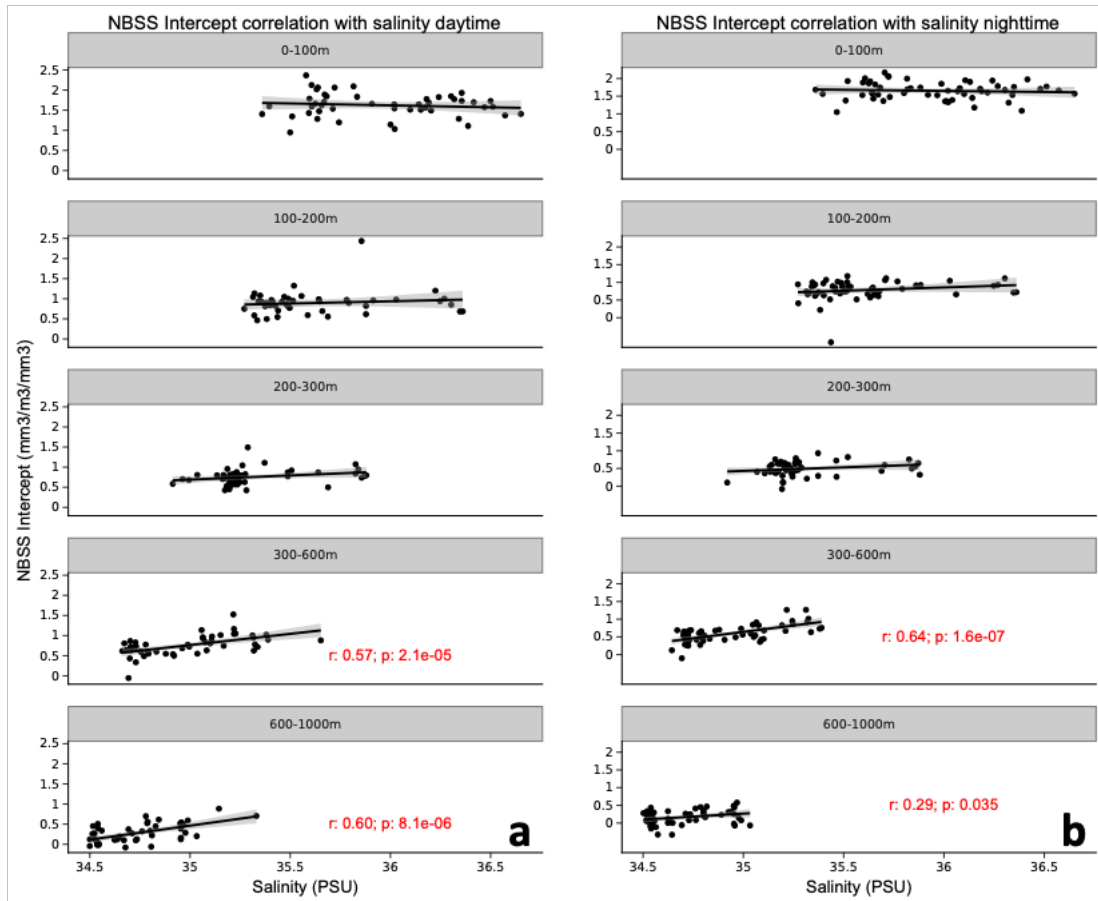 NBSS Intercept correlation with salinity daytime
0-100m
2.5
2
1.5
1
0.5
0
100-200m
2.5
2
1.5
1
0.5
0
200-300m
2.5
2
1.5
1
0.5
0
300-600m
2.5
2
1.5
1
0.5
0
r: 0.57; p: 2.1e-05
600-1000m
2.5
2
1.5
1
0.5
0
r: 0.60; p: 8.1e-06
a
34.5 35 35.5 36 36.5
Salinity (PSU)
NBSS Intercept (mm3/m3/mm3)
NBSS Intercept correlation with salinity nighttime
0-100m
2
1.5
1
0.5
0
100-200m
2
1.5
1
0.5
0
200-300m
2
1.5
1
0.5
0
300-600m
2
1.5
1
0.5
0
r: 0.64; p: 1.6e-07
600-1000m
2
1.5
1
0.5
0
r: 0.29; p: 0.035
b
34.5 35 35.5 36 36.5
Salinity (PSU)